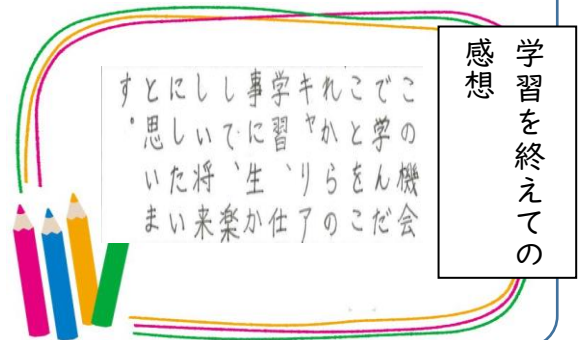 学習を終えての
感想
この機会
で学んだ
ことをこ
れからの
キャリア
学習、仕
事に生か
して、楽
しい将来
にしたい
と思いま
す。